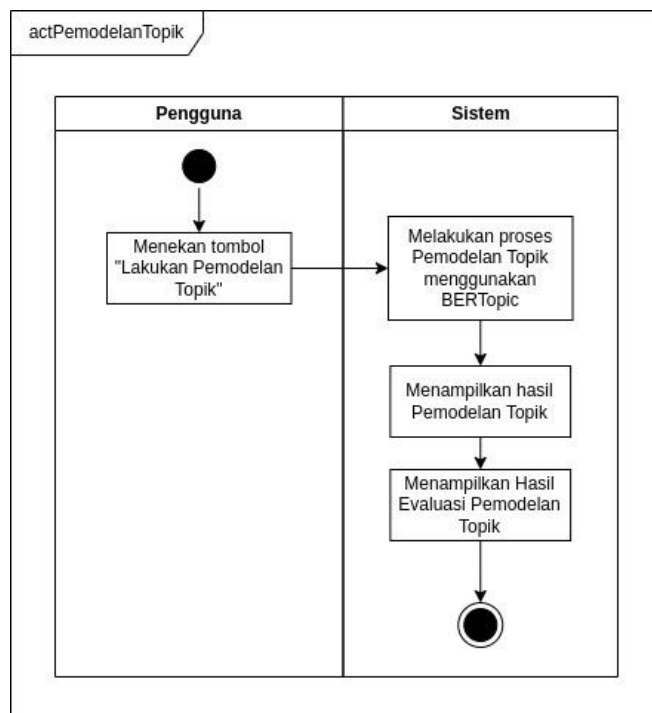 actPemodelanTopik
Pengguna
Sistem
Menekan tombol
"Lakukan Pemodelan
Topik"
Melakukan proses
Pemodelan Topik
menggunakan
BERTopic
Menampilkan hasil
Pemodelan Topik
Menampilkan Hasil
Evaluasi Pemodelan
Topik